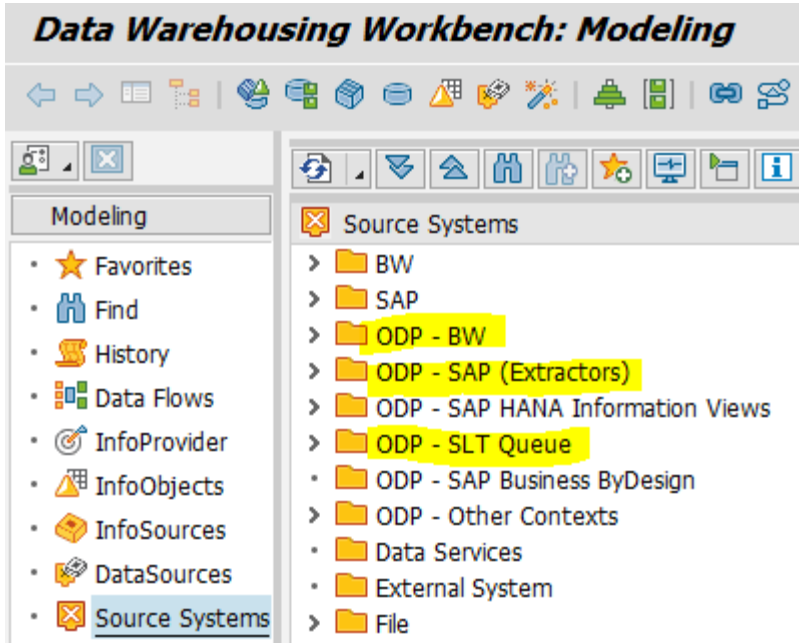 Data Warehousing Workbench: Modeling
Modeling
Favorites
Find
History
Data Flows
InfoProvider
InfoObjects
InfoSources
DataSources
Source Systems
Source Systems
BW
SAP
ODP - BW
ODP - SAP (Extractors)
ODP - SAP HANA Information Views
ODP - SLT Queue
ODP - SAP Business ByDesign
ODP - Other Contexts
Data Services
External System
File